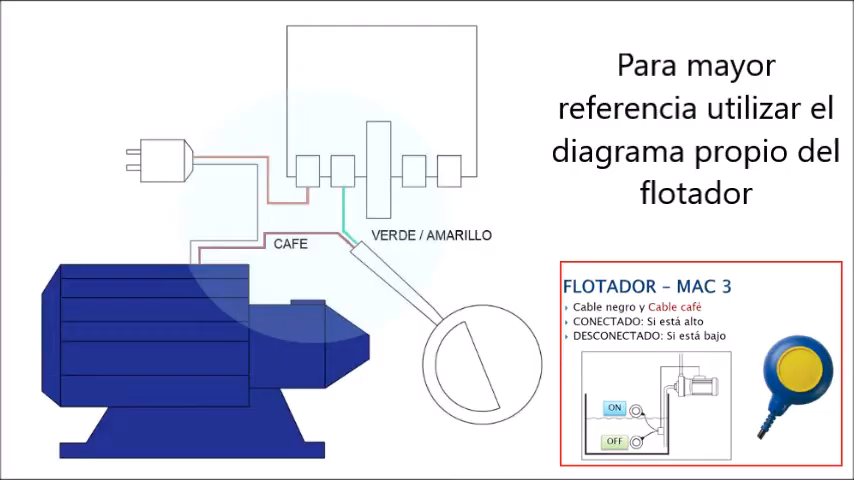 Para mayor
referencia utilizar el
diagrama propio del
flotador
VERDE / AMARILLO
CAFE
FLOTADOR – MAC 3
Cable negro y Cable café
CONECTADO: Si está alto
DESCONECTADO: Si está bajo
ON
OFF